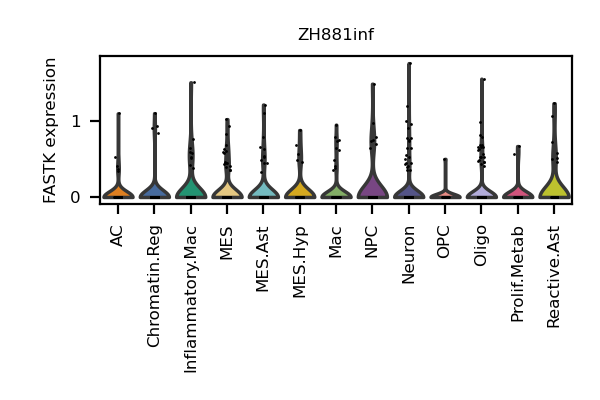 ZH881inf
FASTK expression
1
0
AC
Chromatin.Reg
Inflammatory.Mac
MES
MES.Ast
MES.Hyp
Mac
NPC
Neuron
OPC
Oligo
Prolif.Metab
Reactive.Ast